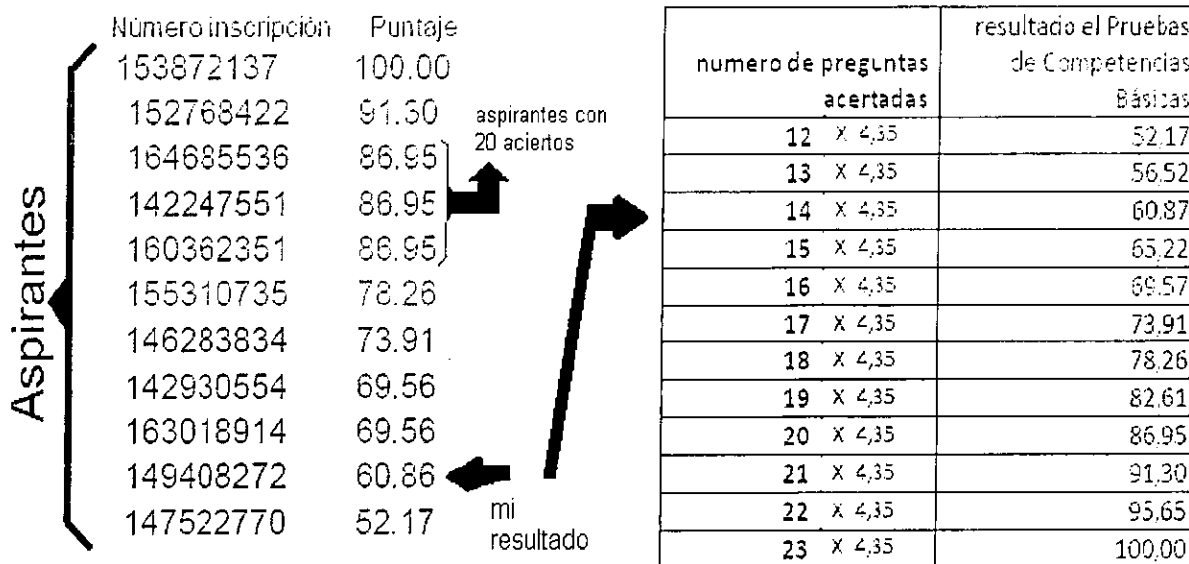 Aspirantes
Número inscripción Puntaje
153872137 100.00
152768422 91.30
164685536 86.95
142247551 86.95
160362351 86.95
155310735 78.26
146283834 73.91
142930554 69.56
163018914 69.56
149408272 60.86
147522770 52.17
aspirantes con
20 aciertos
mi
resultado
numero de preguntas
acertadas
resultado el Pruebas
de Competencias
Básicas
12 X 4,35 52,17
13 X 4,35 56,52
14 X 4,35 60,87
15 X 4,35 65,22
16 X 4,35 69,57
17 X 4,35 73,91
18 X 4,35 78,26
19 X 4,35 82,61
20 X 4,35 86,95
21 X 4,35 91,30
22 X 4,35 95,65
23 X 4,35 100,00